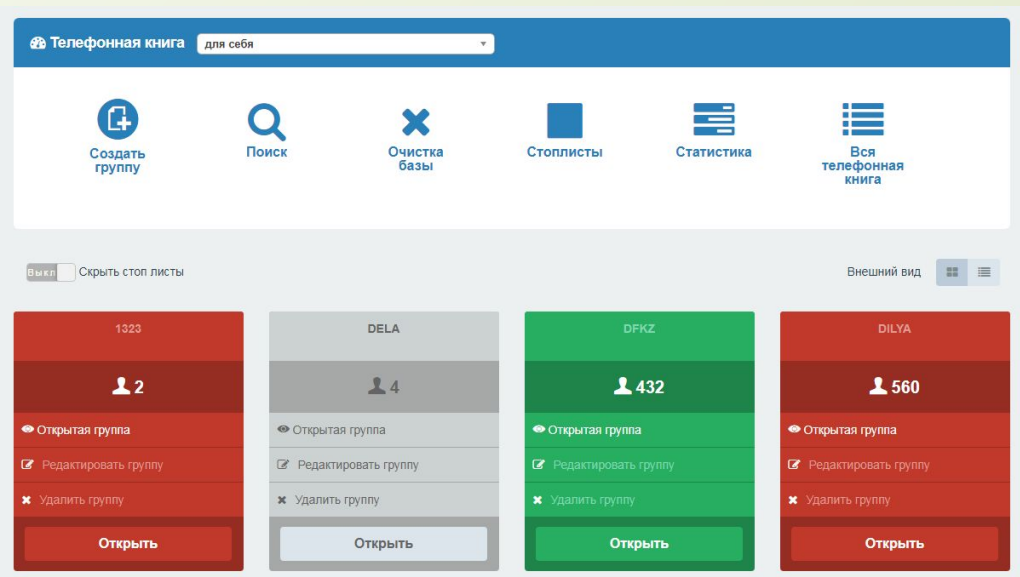 Телефонная книга для себя
Создать
группу
Поиск
Очистка
базы
Стоплисты
Статистика
Вся
телефонная
книга
Выкл Скрыть стоп листы
Внешний вид
1323
2
Открытая группа
Редактировать группу
Удалить группу
Открыть
DELA
4
Открытая группа
Редактировать группу
Удалить группу
Открыть
DFKZ
432
Открытая группа
Редактировать группу
Удалить группу
Открыть
DILYA
560
Открытая группа
Редактировать группу
Удалить группу
Открыть